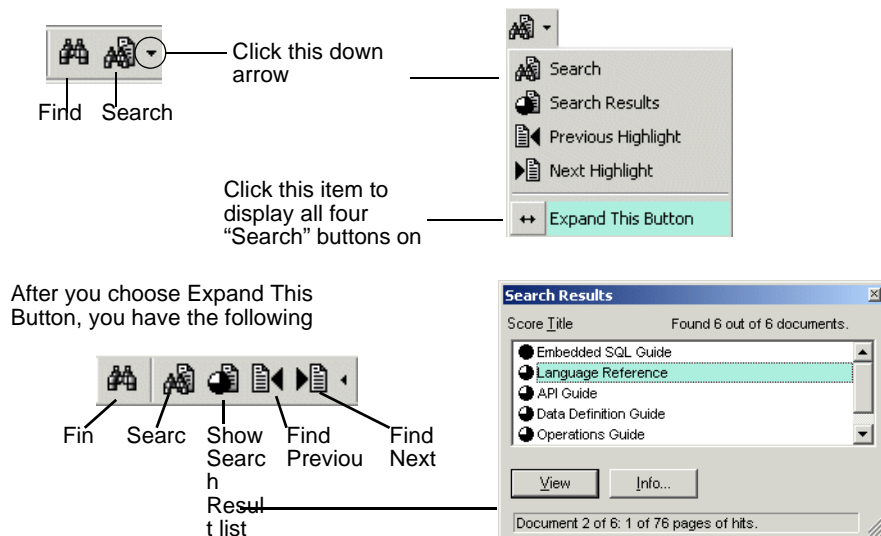 Click this down
arrow
Find
Search
Search
Search Results
Previous Highlight
Next Highlight
Expand This Button
Click this item to
display all four
“Search” buttons on
After you choose Expand This
Button, you have the following
Fin
Searc
Show
Searc
h
Resul
t list
Find
Previou
Find
Next
Search Results
Score Title
Found 6 out of 6 documents.
Embedded SQL Guide
Language Reference
API Guide
Data Definition Guide
Operations Guide
View
Info...
Document 2 of 6: 1 of 76 pages of hits.